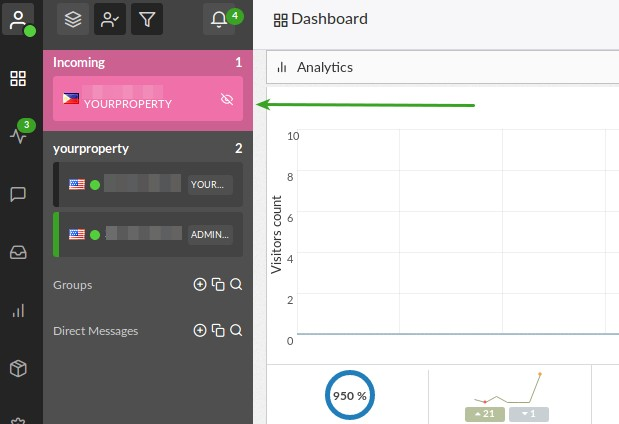 4
Dashboard
Incoming 1
YOURPROPERTY
Analytics
3
yourproperty 2
YOUR...
ADMIN...
Groups
Direct Messages
Visitors count
10
8
6
4
2
0
950 %
21
1